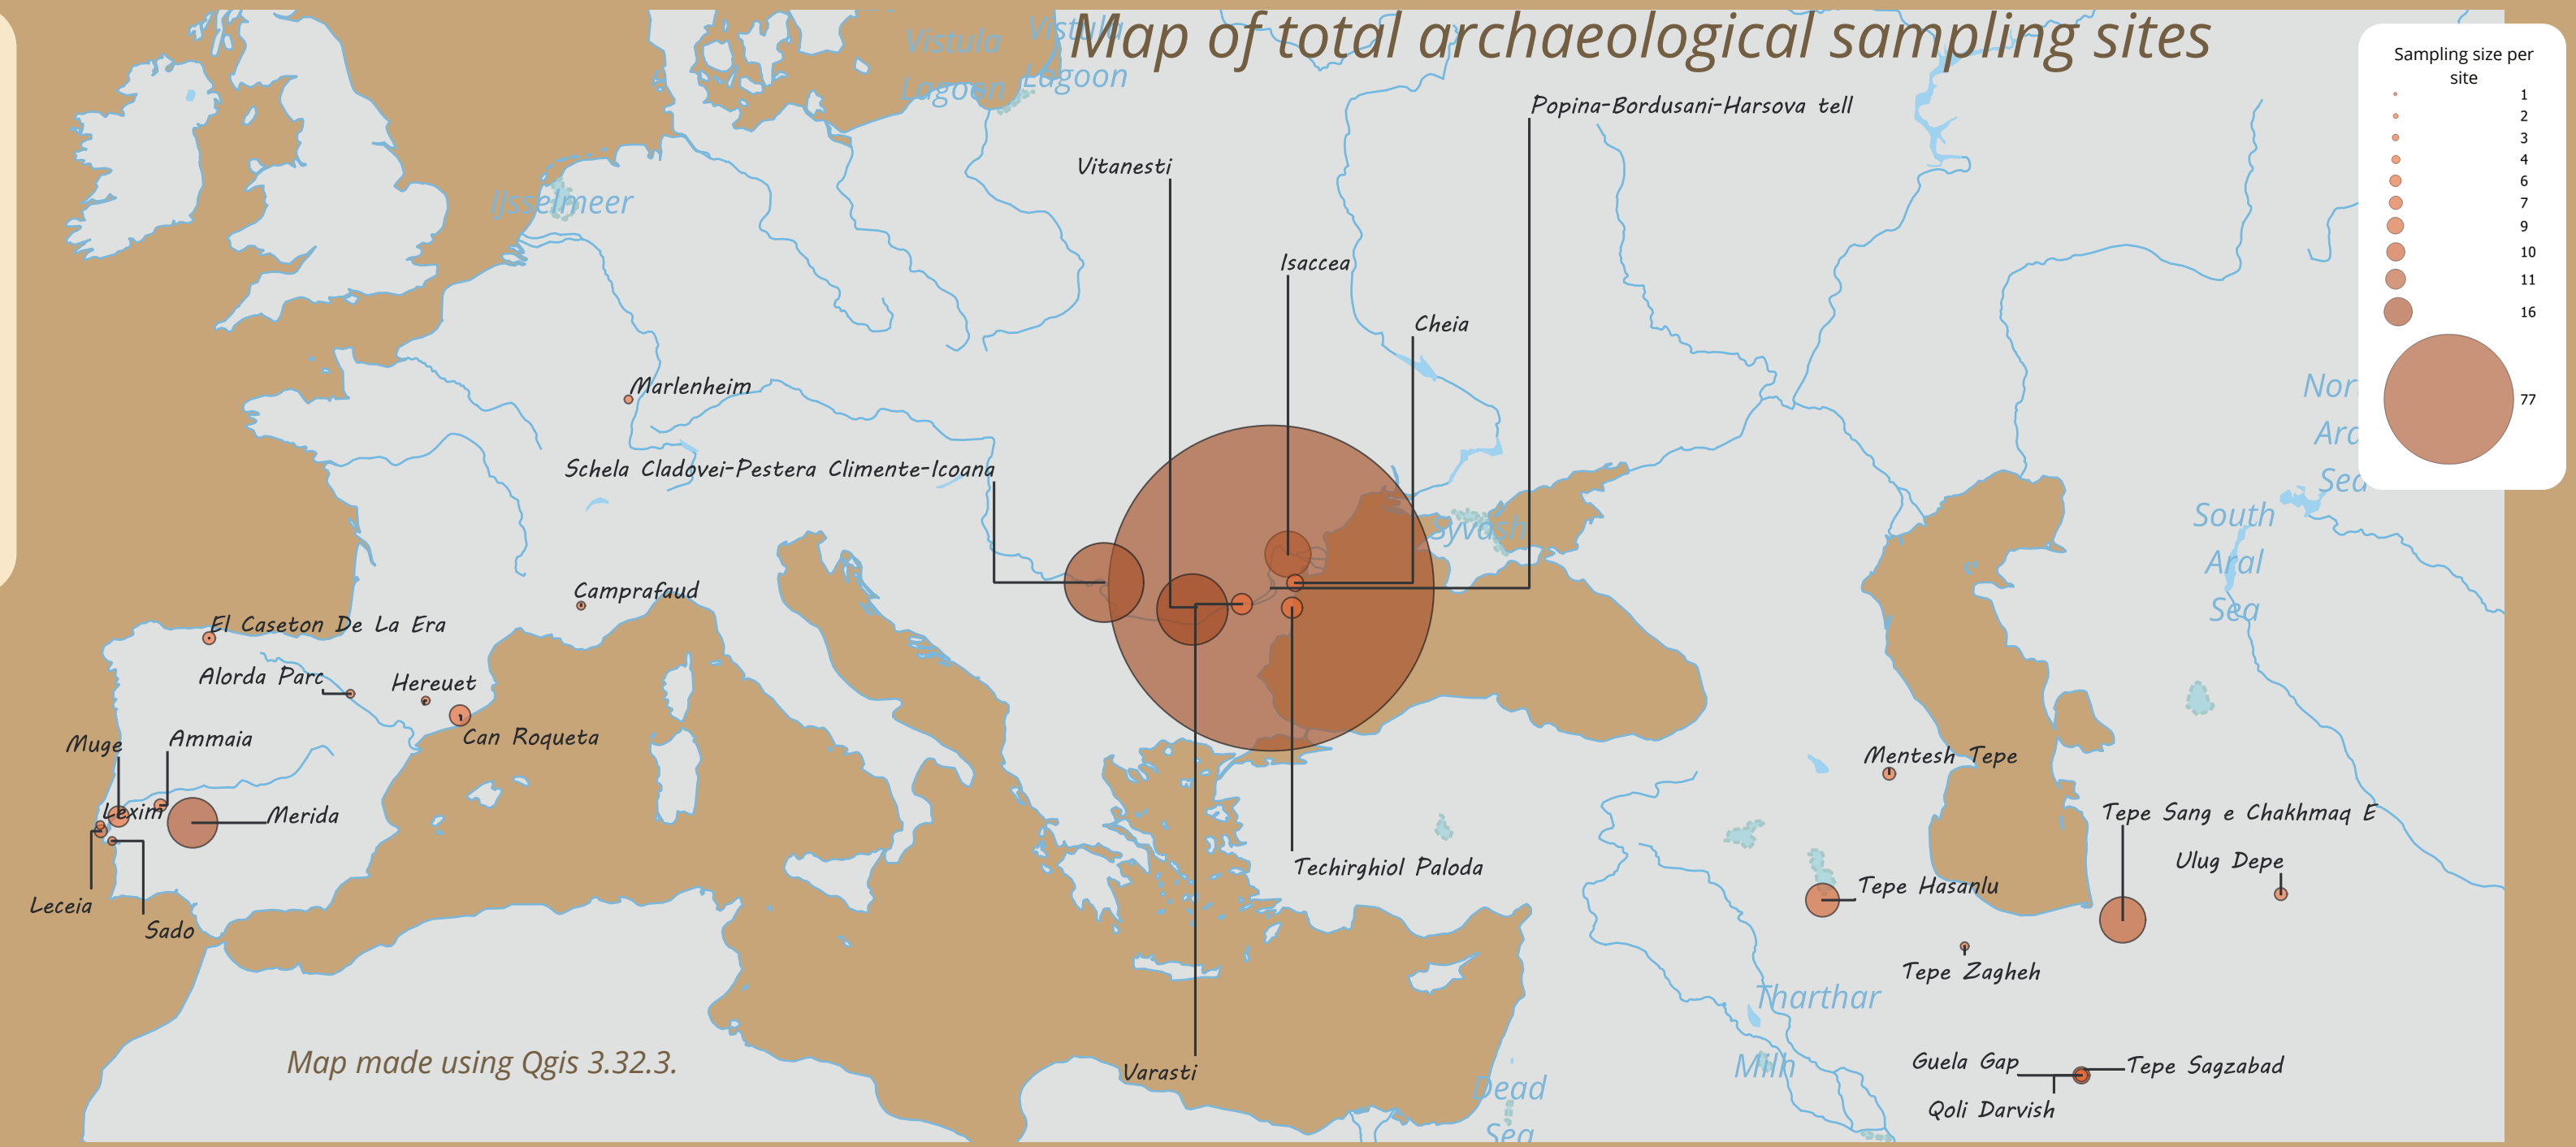 Map of total archaeological sampling sites
Vistula
Lagoon
Vistula
Lagoon
Sampling size per
site
1
2
3
4
6
7
9
10
11
16
77
Popina-Bordusani-Harsova tell
Vitanesti
IJsselmeer
Isaccea
Cheia
Marlenheim
Nor
Ara
Sea
Schela Cladovei-Pestera Climente-Icoana
Syvash
South
Aral
Sea
Camprafaud
El Caseton De La Era
Alorda Parc
Hereuet
Can Roqueta
Muge
Ammaia
Mentesh Tepe
Lexim
Merida
Tepe Sang e Chakhmaq E
Techirghiol Paloda
Ulug Depe
Tepe Hasanlu
Leceia
Sado
Tepe Zagheh
Tharthar
Map made using Qgis 3.32.3.
Varasti
Milh
Guela Gap
Tepe Sagzabad
Qoli Darvish
Dead
Sea